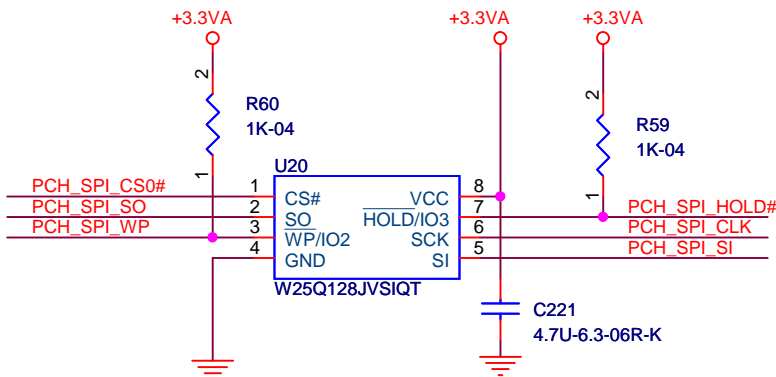 +3.3VA
+3.3VA
+3.3VA
2
R60
1K-04
1
2
R59
1K-04
1
U20
PCH_SPI_CS0#
1
CS#
VCC
8
PCH_SPI_SO
2
SO
HOLD/IO3
7
PCH_SPI_HOLD#
PCH_SPI_WP
3
WP/IO2
SCK
6
PCH_SPI_CLK
4
GND
SI
5
PCH_SPI_SI
W25Q128JVSIQT
C221
4.7U-6.3-06R-K